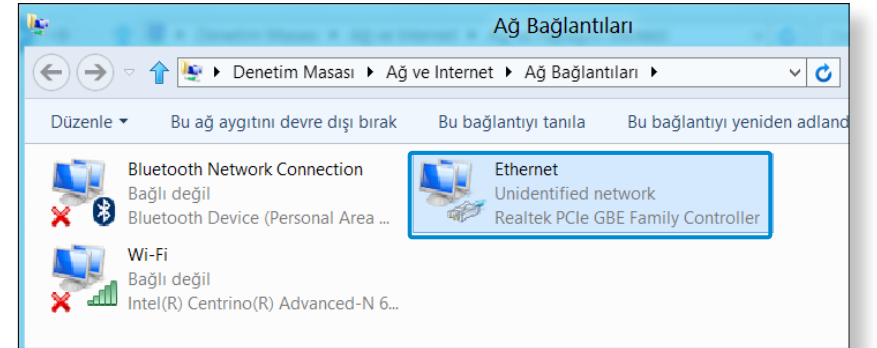 Ağ Bağlantıları
Denetim Masası ▸ Ağ ve Internet ▸ Ağ Bağlantıları ▸
Düzenle ▾ Bu ağ aygıtını devre dışı bırak Bu bağlantıyı tanıla Bu bağlantıyı yeniden adland
Bluetooth Network Connection
Bağlı değil
Bluetooth Device (Personal Area ...
Ethernet
Unidentified network
Realtek PCIe GBE Family Controller
Wi-Fi
Bağlı değil
Intel(R) Centrino(R) Advanced-N 6...